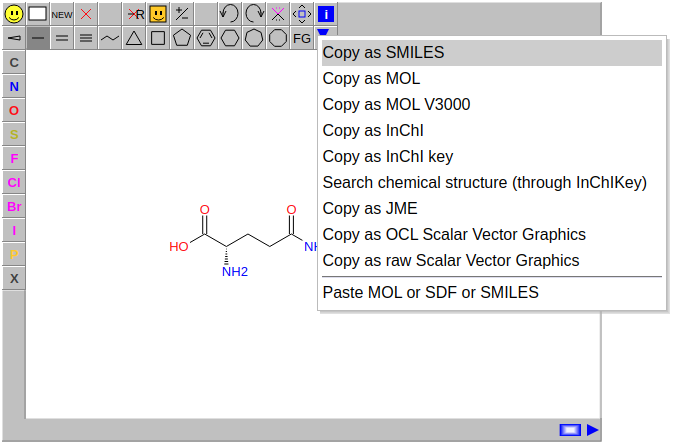 NEW
R
+/-
i
FG
C
N
O
S
F
Cl
Br
I
P
X
Copy as SMILES
Copy as MOL
Copy as MOL V3000
Copy as InChI
Copy as InChI key
Search chemical structure (through InChIKey)
Copy as JME
Copy as OCL Scalar Vector Graphics
Copy as raw Scalar Vector Graphics
Paste MOL or SDF or SMILES
O
O
HO
NH
NH2